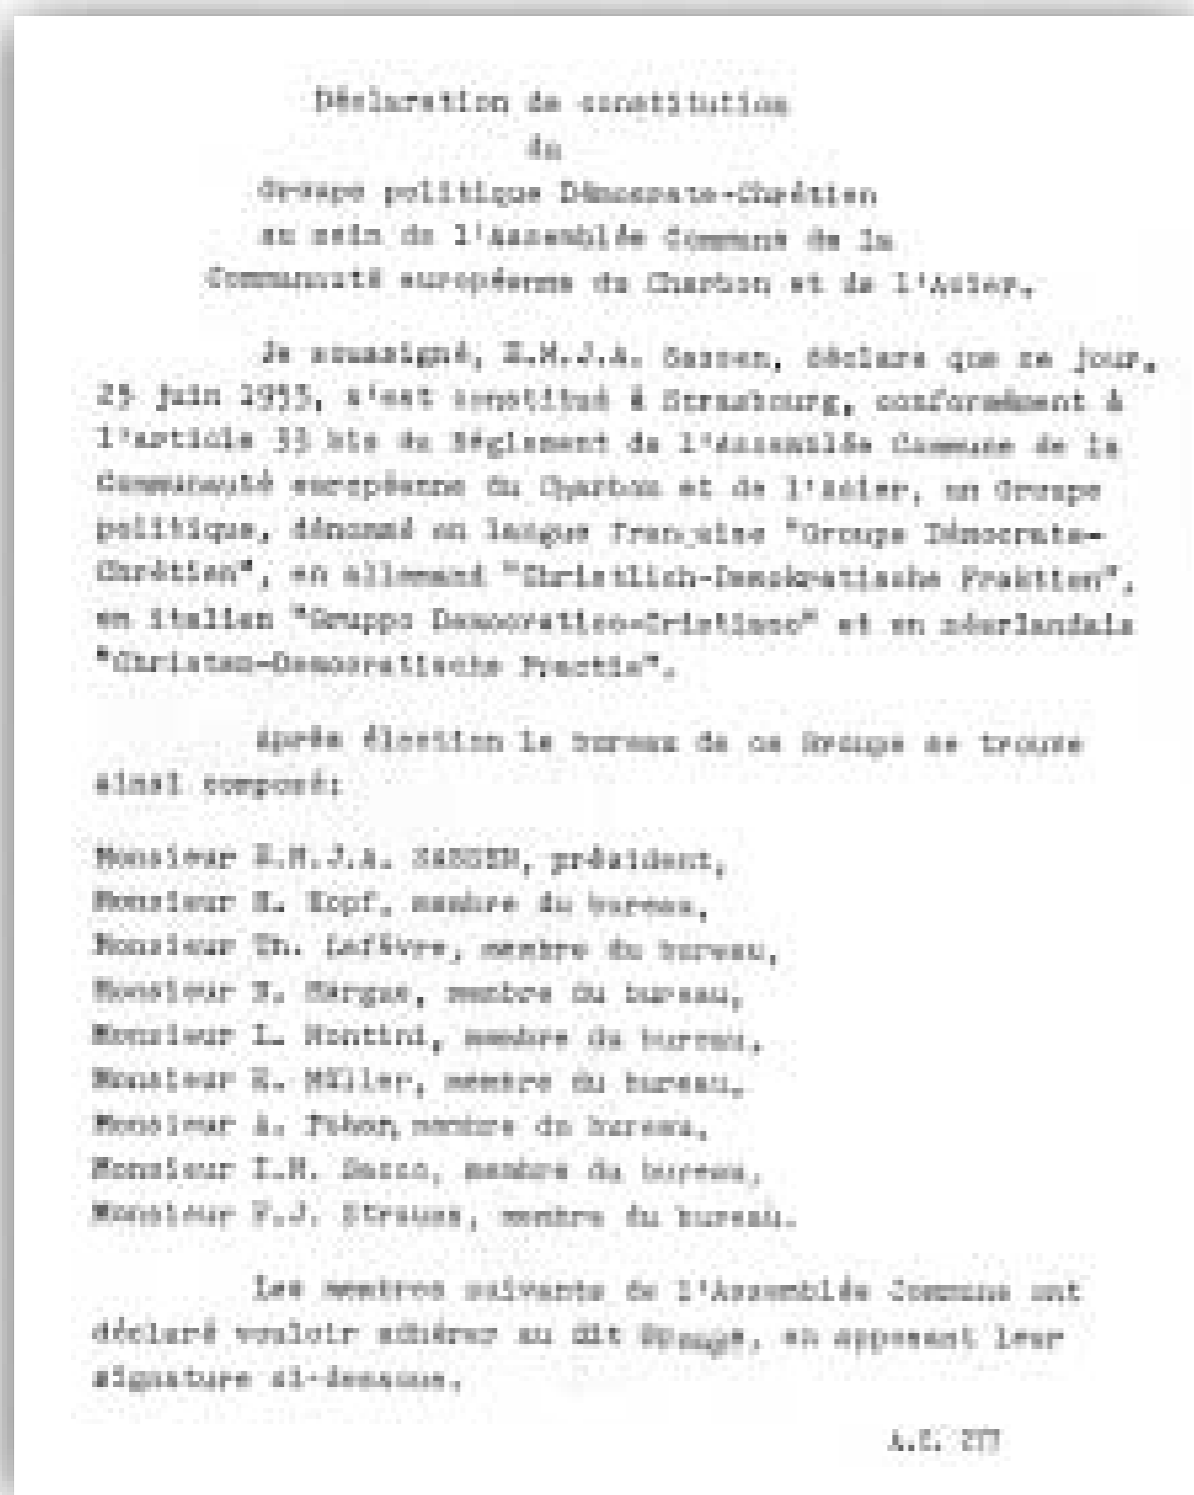 Déclaration de constitution
du
Groupe politique Démocrate-Chrétien
au sein de l'Assemblée Commune de la
Communauté européenne du Charbon et de l'Acier.
Je soussigné, E.M.J.A. Sassen, déclare que ce jour,
23 juin 1953, s'est constitué à Strasbourg, conformément à
l'article 33 bis du Règlement de l'Assemblée Commune de la
Communauté européenne du Charbon et de l'Acier, un Groupe
politique, dénommé en langue française "Groupe Démocrate-
Chrétien", en allemand "Christlich-Demokratische Fraktion",
en italien "Gruppo Democratico-Cristiano" et en néerlandais
"Christen-Democratische Fractie".
Après élection le bureau de ce Groupe se trouve
ainsi composé:
Monsieur E.M.J.A. SASSEN, président,
Monsieur H. Kopf, membre du bureau,
Monsieur Th. Lefèvre, membre du bureau,
Monsieur N. Margue, membre du bureau,
Monsieur L. Montini, membre du bureau,
Monsieur Müller, membre du bureau,
Monsieur A. Poher, membre du bureau,
Monsieur Sasso, membre du bureau,
Monsieur F.J. Strauss, membre du bureau.
Les membres suivants de l'Assemblée Commune ont
déclaré vouloir adhérer au dit Groupe, en apposant leur
signature ci-dessous.
A.C.